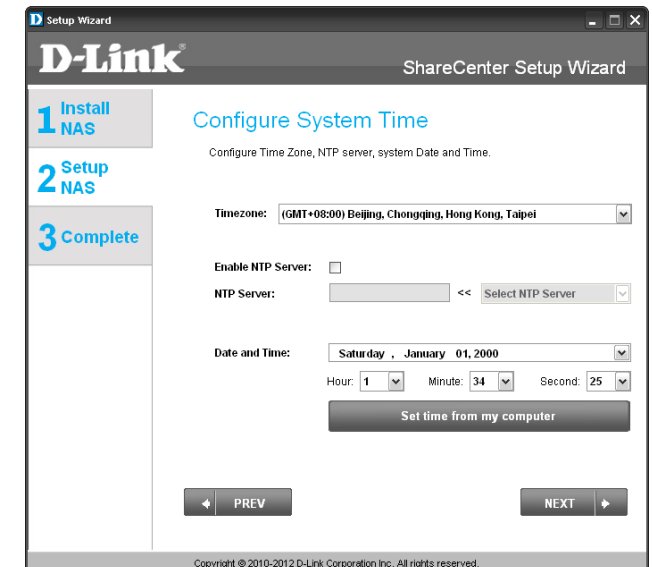 Setup Wizard
D-Link
ShareCenter Setup Wizard
1 Install NAS
2 Setup NAS
3 Complete
Configure System Time
Configure Time Zone, NTP server, system Date and Time.
Timezone: (GMT+08:00) Beijing, Chongqing, Hong Kong, Taipei
Enable NTP Server:
NTP Server: << Select NTP Server
Date and Time: Saturday , January 01, 2000
Hour: 1 Minute: 34 Second: 25
Set time from my computer
PREV NEXT
Copyright © 2010-2012 D-Link Corporation Inc. All rights reserved.